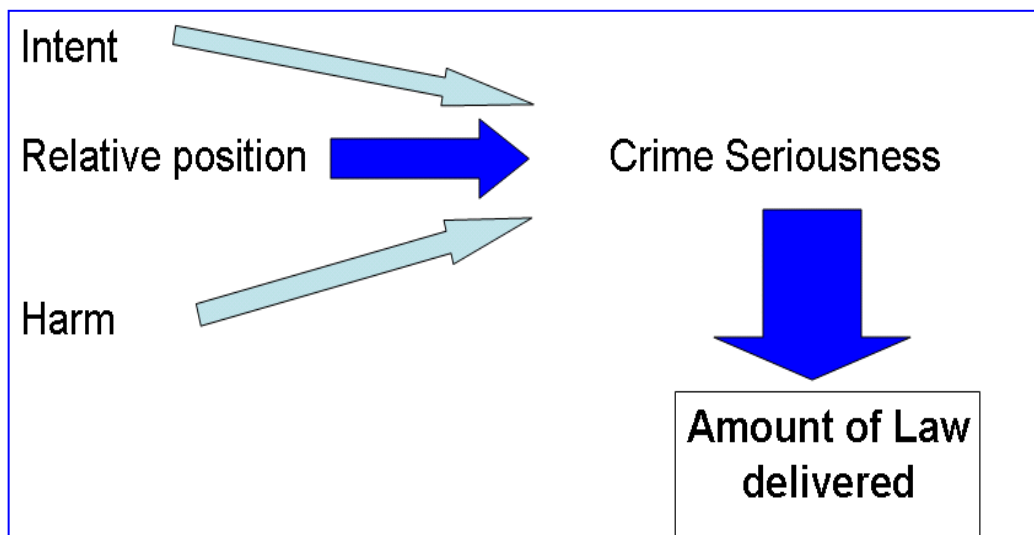 Intent
Relative position
Crime Seriousness
Harm
Amount of Law
delivered